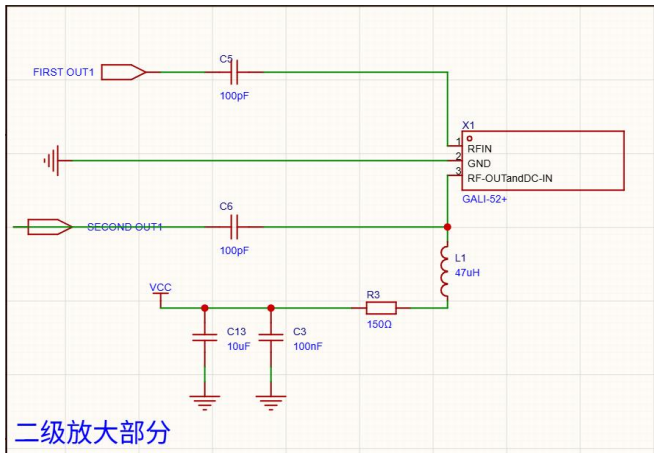 C5
FIRST OUT1
100pF
X1
1
RFIN
2
GND
3
RF-OUTandDC-IN
GALI-52+
C6
SECOND OUT1
100pF
L1
47uH
VCC
R3
150Ω
C13
10uF
C3
100nF
二级放大部分